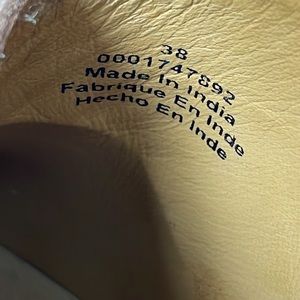 38
0001747892
Made In India
Fabrique En Inde
Hecho En Inde